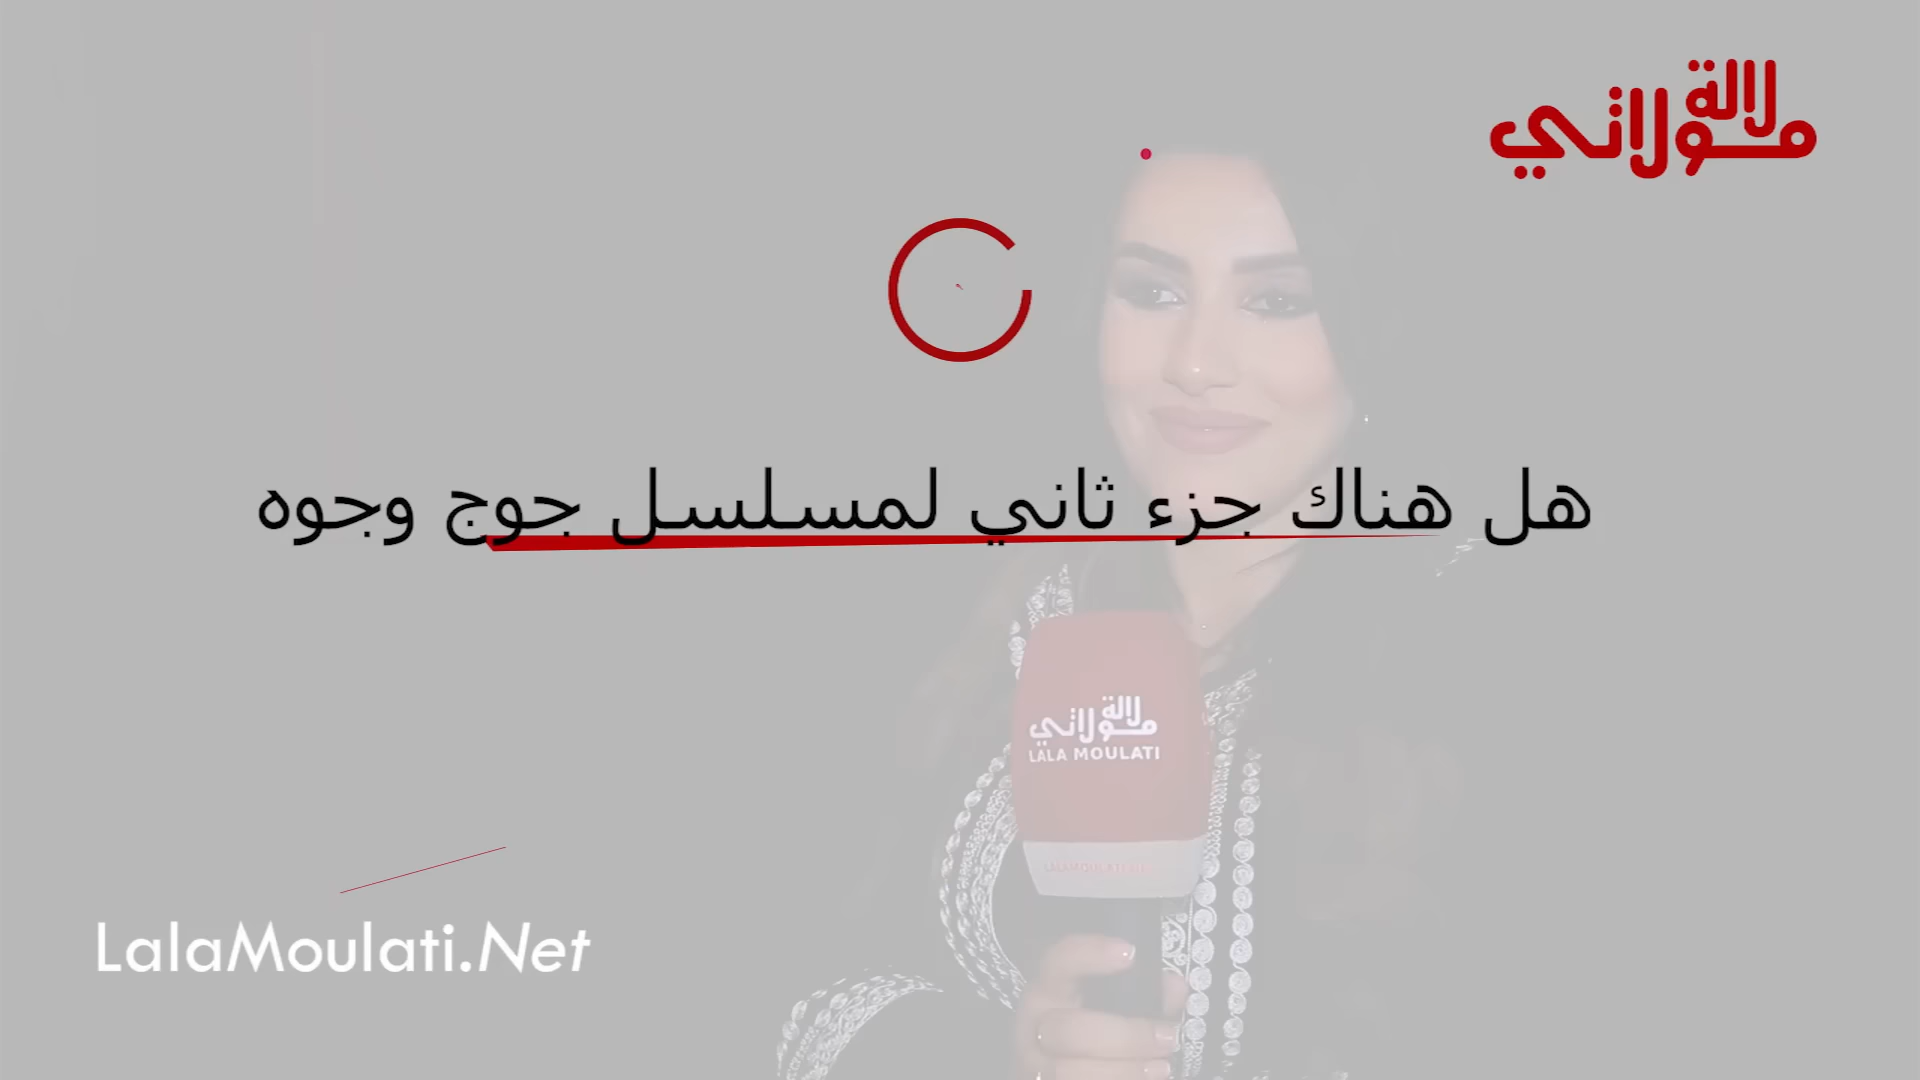 لالة مولاتي
هل هناك جزء ثاني لمسلسل جوج وجوه
لالة مولاتي
LALA MOULATI
LalaMoulati.Net